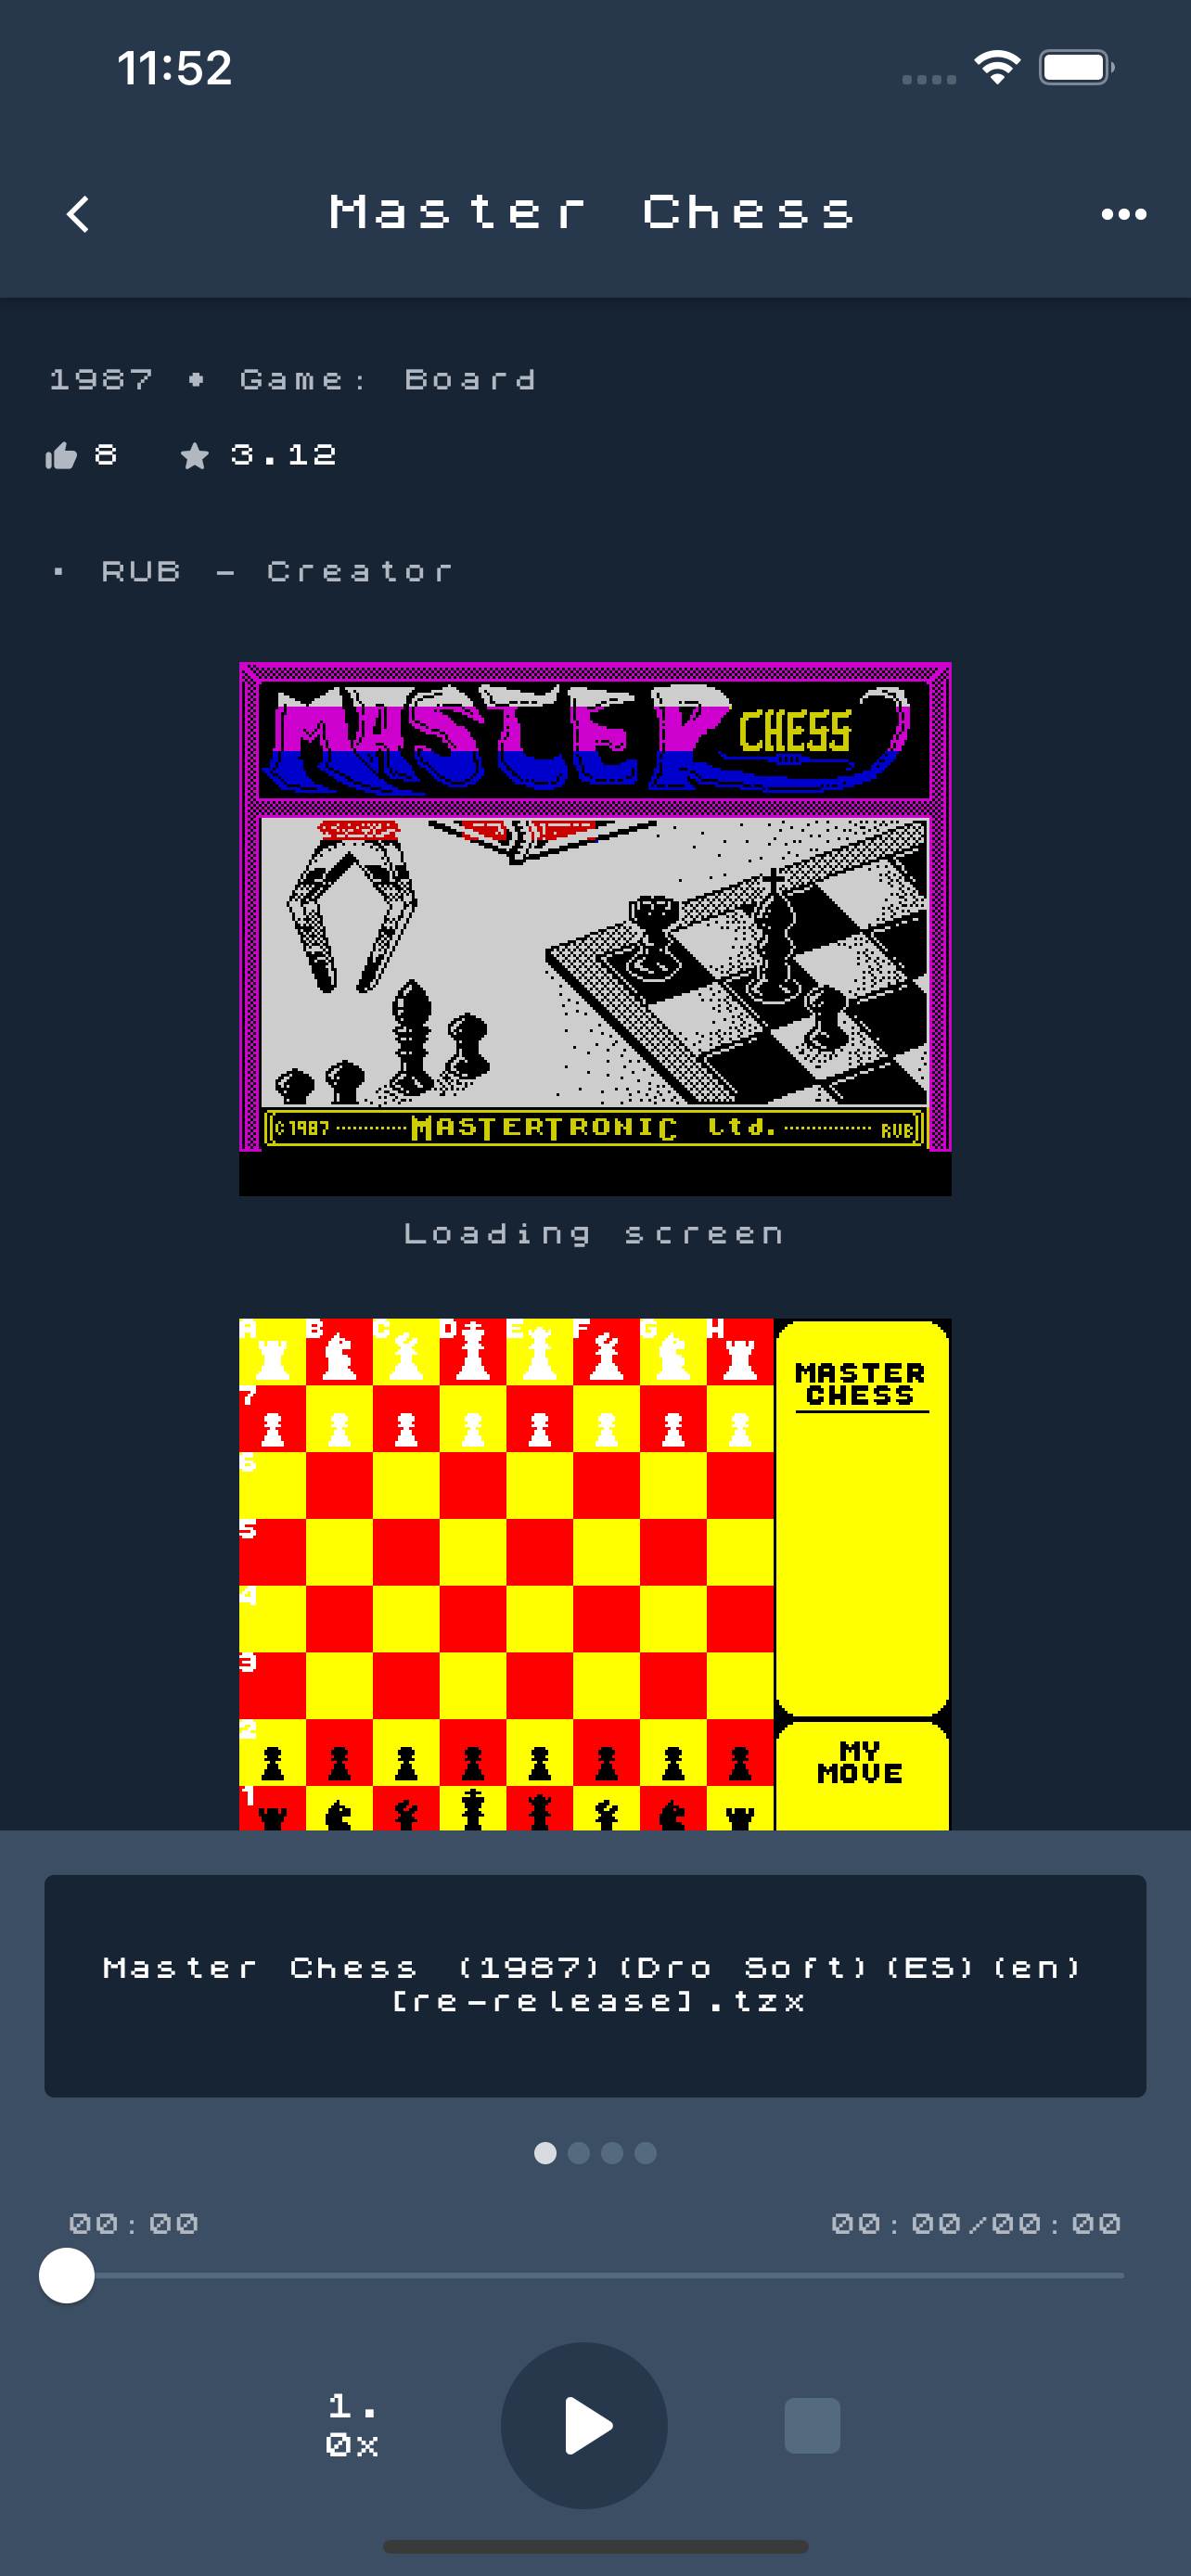 11:52
Master Chess
1987 • Game: Board
8 3.12
▪ RUB - Creator
MASTER CHESS
©1987 MASTERTRONIC Ltd. RUB
Loading screen
A B C D E F G H
7
6
5
4
3
2
1
MASTER
CHESS
MY
MOVE
Master Chess (1987)(Dro Soft)(ES)(en)
[re-release].tzx
00:00 00:00/00:00
1.
0x